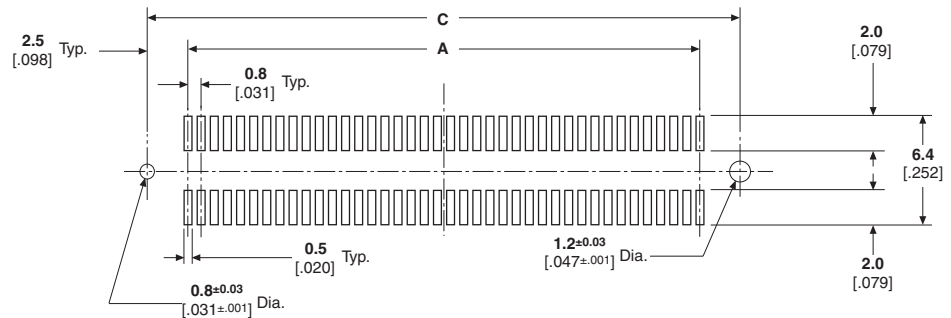 C
2.5
[.098] Typ.
2.0
[.079]
A
0.8
[.031] Typ.
6.4
[.252]
0.5
[.020] Typ.
1.2±0.03
[.047±.001] Dia.
2.0
[.079]
0.8±0.03
[.031±.001] Dia.